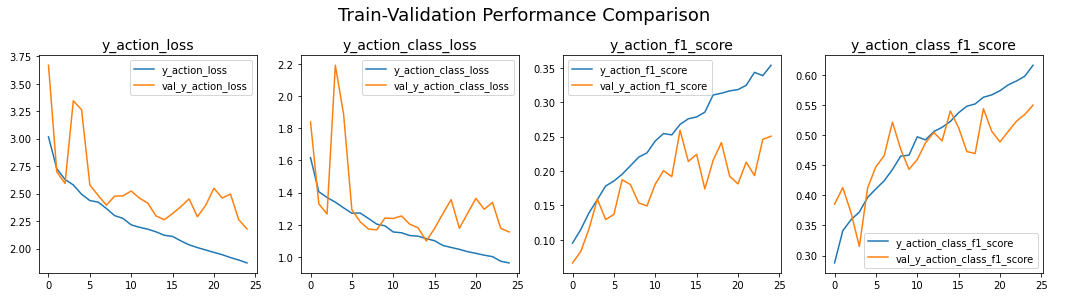 Train-Validation Performance Comparison
y_action_loss
y_action_loss
val_y_action_loss
3.75
3.50
3.25
3.00
2.75
2.50
2.25
2.00
0 5 10 15 20 25
y_action_class_loss
y_action_class_loss
val_y_action_class_loss
2.2
2.0
1.8
1.6
1.4
1.2
1.0
0 5 10 15 20 25
y_action_f1_score
y_action_f1_score
val_y_action_f1_score
0.35
0.30
0.25
0.20
0.15
0.10
0 5 10 15 20 25
y_action_class_f1_score
0.60
0.55
0.50
0.45
0.40
0.35
0.30
y_action_class_f1_score
val_y_action_class_f1_score
0 5 10 15 20 25